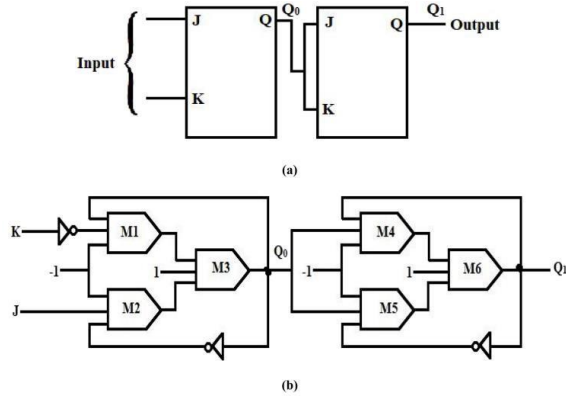 Q0 Q1
J Q J Q Output
Input
K K
(a)
K M1 M4
-1 M3 Q0 -1 M6 Q1
1 1
J M2 M5
(b)